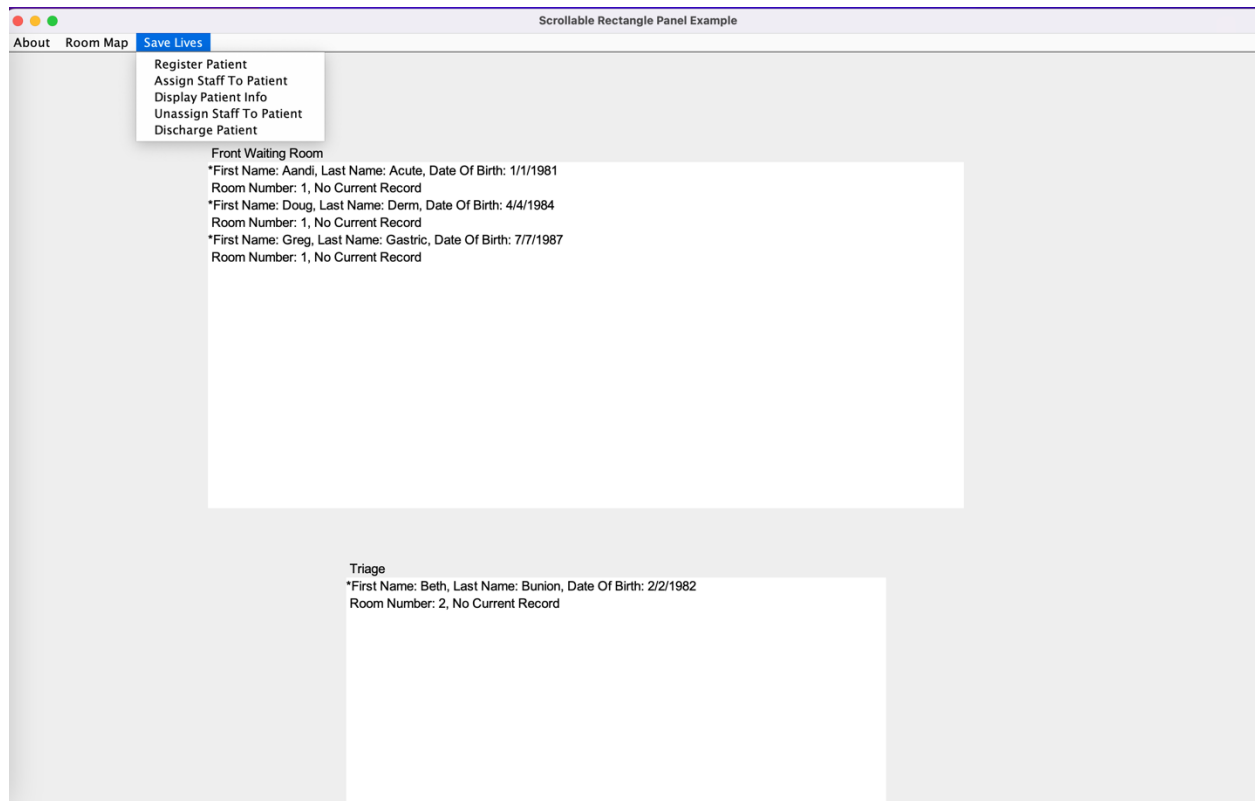 Scrollable Rectangle Panel Example
About Room Map Save Lives
Register Patient
Assign Staff To Patient
Display Patient Info
Unassign Staff To Patient
Discharge Patient
Front Waiting Room
*First Name: Aandi, Last Name: Acute, Date Of Birth: 1/1/1981
Room Number: 1, No Current Record
*First Name: Doug, Last Name: Derm, Date Of Birth: 4/4/1984
Room Number: 1, No Current Record
*First Name: Greg, Last Name: Gastric, Date Of Birth: 7/7/1987
Room Number: 1, No Current Record
Triage
*First Name: Beth, Last Name: Bunion, Date Of Birth: 2/2/1982
Room Number: 2, No Current Record